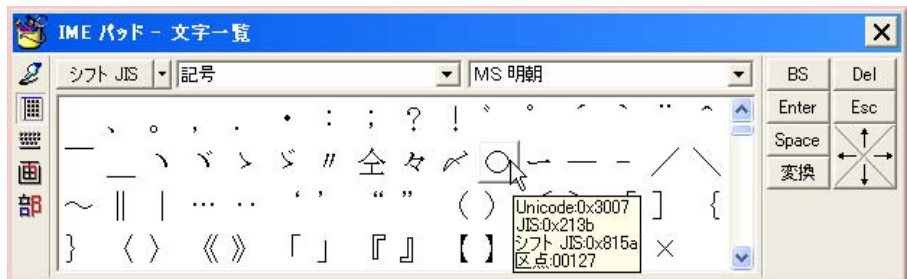 IME パッド - 文字一覧
シフト JIS 記号 MS 明朝 BS Del
、 。 , . ・ : ; ? ! ゛ ゜ ´ ｀ ¨ ^ Enter Esc
￣ _ ヽ ヾ ゝ ゞ 〃 仝 々 〆 〇 ー ― ‐ / \ Space ↑ ← → ↓
画 ～ ‖ | … ‥ ‘ ’ “ ” ( ) ] { 変換
部 } 〈 〉 《 》 「 」 『 』 【 】 ×
Unicode:0x3007
JIS:0x213b
シフト JIS:0x815a
区点:00127